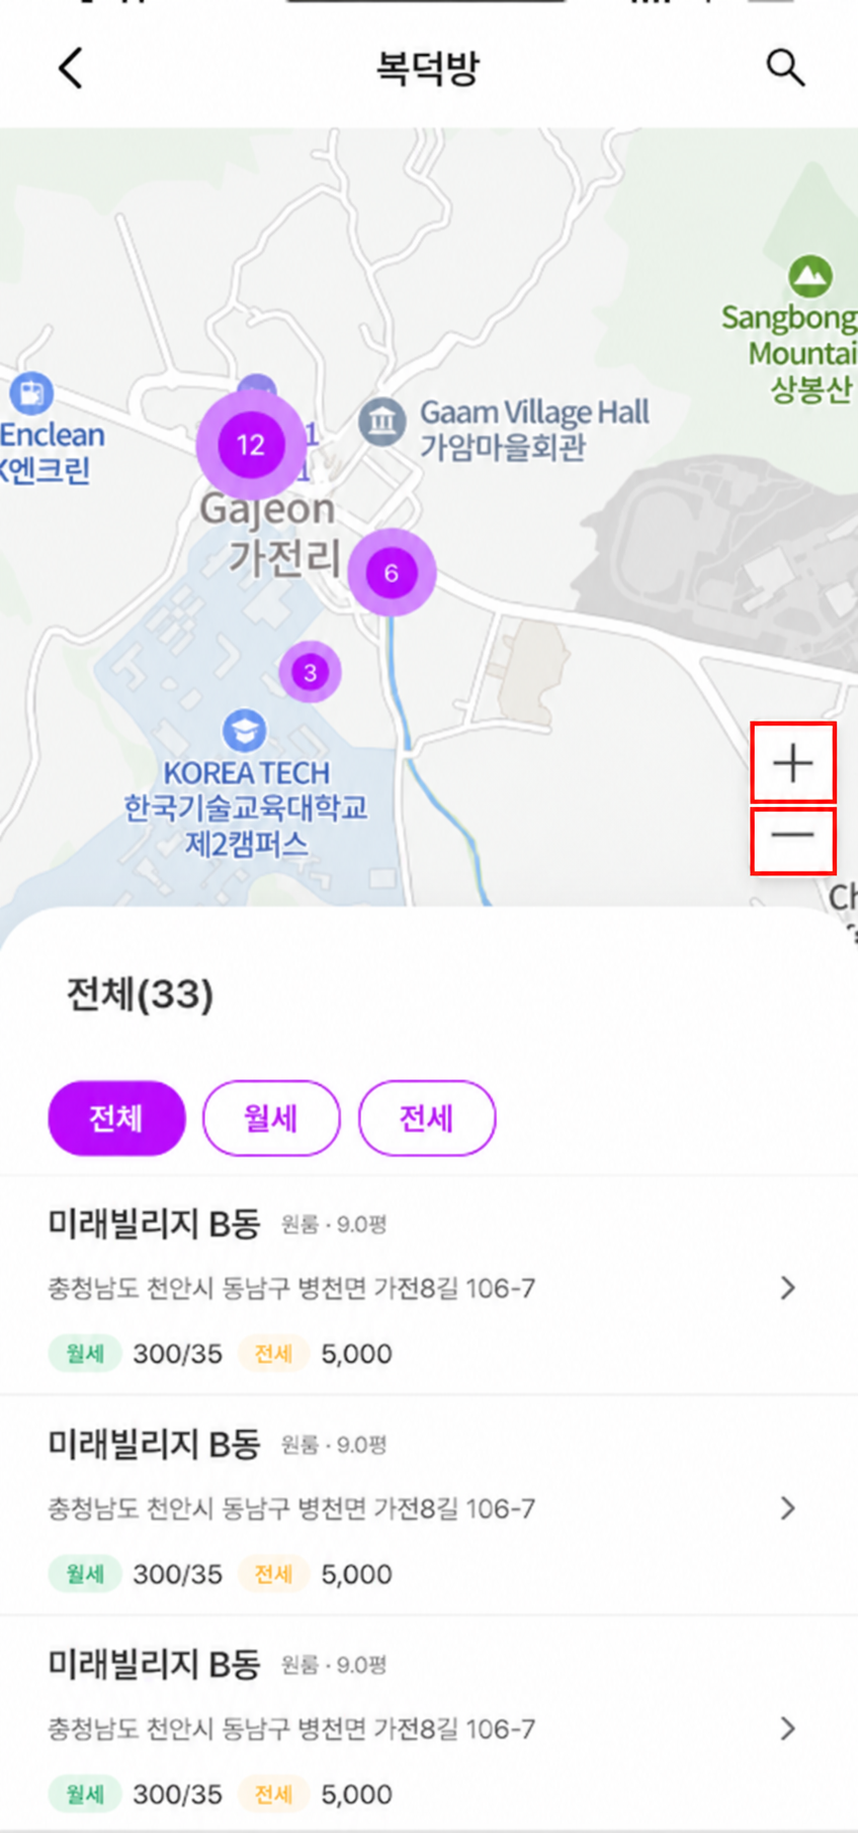 복덕방
Sangbong
Mountai
상봉산
Gaam Village Hall
가암마을회관
Enclean
엔크린
12
1
1
Gajeon
가전리
6
3
KOREA TECH
한국기술교육대학교
제2캠퍼스
+
−
Ch
전체(33)
전체 월세 전세
미래빌리지 B동 원룸 · 9.0평
충청남도 천안시 동남구 병천면 가전8길 106-7
월세 300/35 전세 5,000
미래빌리지 B동 원룸 · 9.0평
충청남도 천안시 동남구 병천면 가전8길 106-7
월세 300/35 전세 5,000
미래빌리지 B동 원룸 · 9.0평
충청남도 천안시 동남구 병천면 가전8길 106-7
월세 300/35 전세 5,000